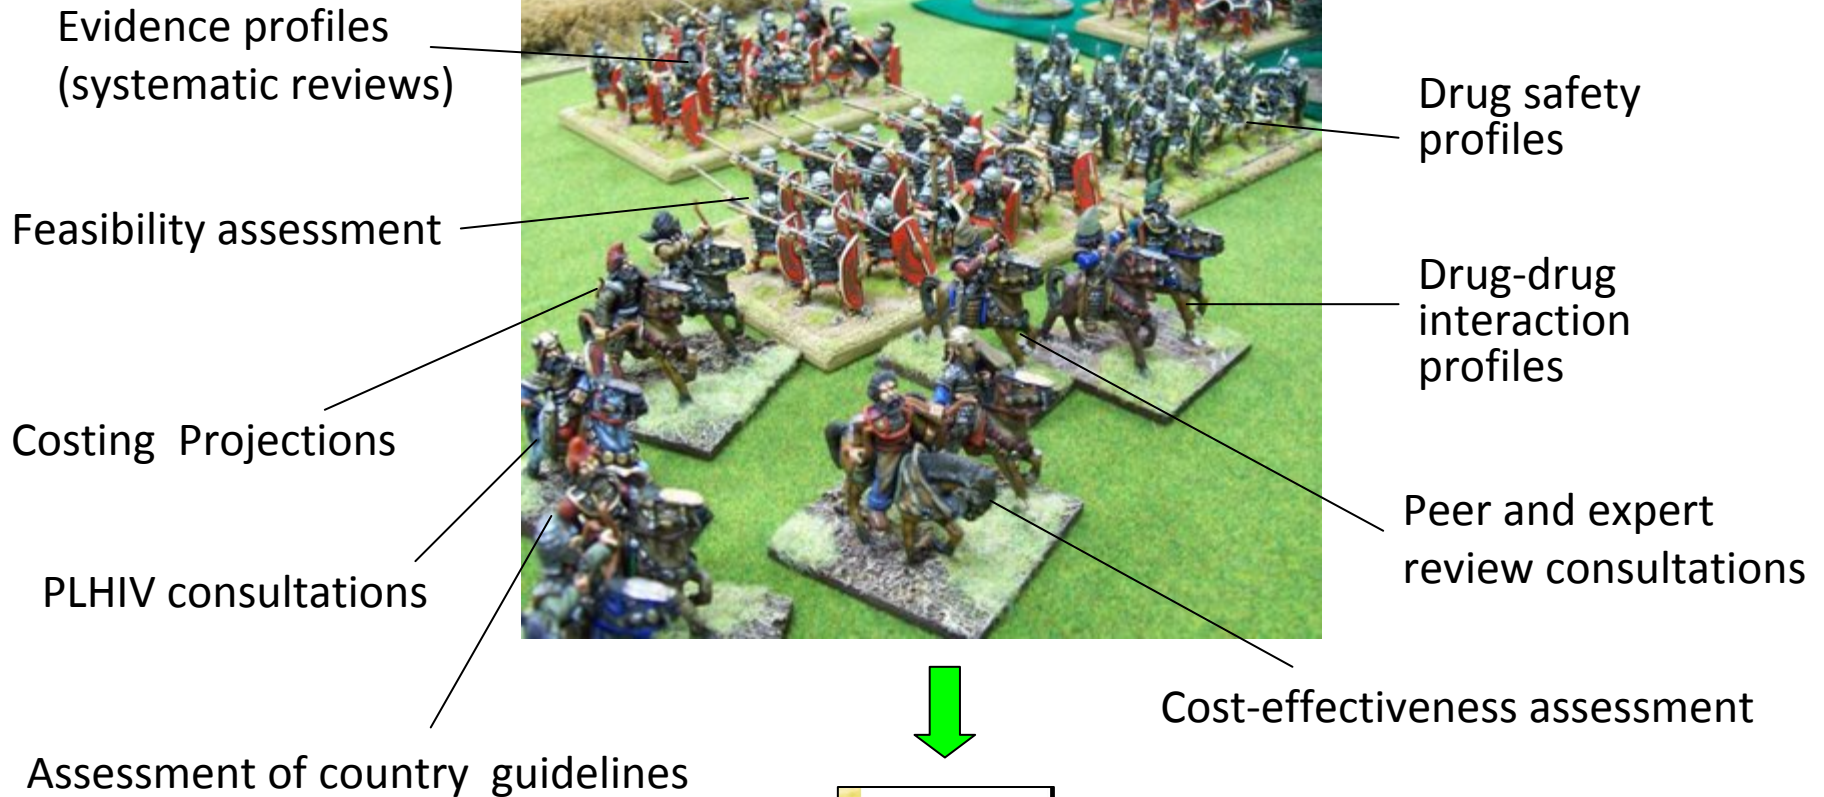 Evidence profiles
(systematic reviews)
Feasibility assessment
Costing Projections
PLHIV consultations
Assessment of country guidelines
Drug safety
profiles
Drug-drug
interaction
profiles
Peer and expert
review consultations
Cost-effectiveness assessment